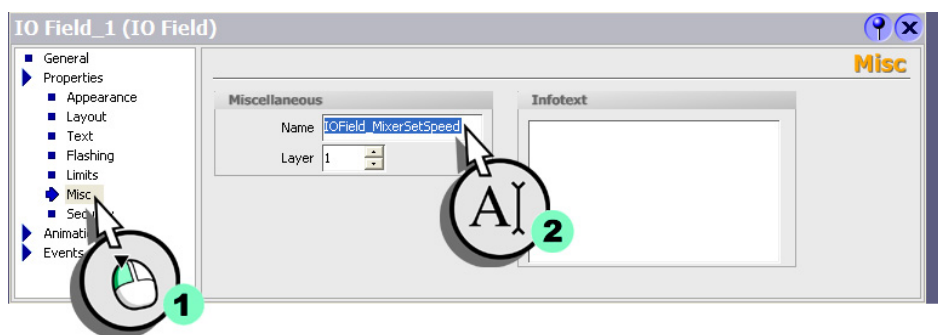 IO Field_1 (IO Field)
General
Properties
Appearance
Layout
Text
Flashing
Limits
Misc
Animati
Events
1
Misc
Miscellaneous
Name IOField_MixerSetSpeed
Layer 1
A
2
Infotext